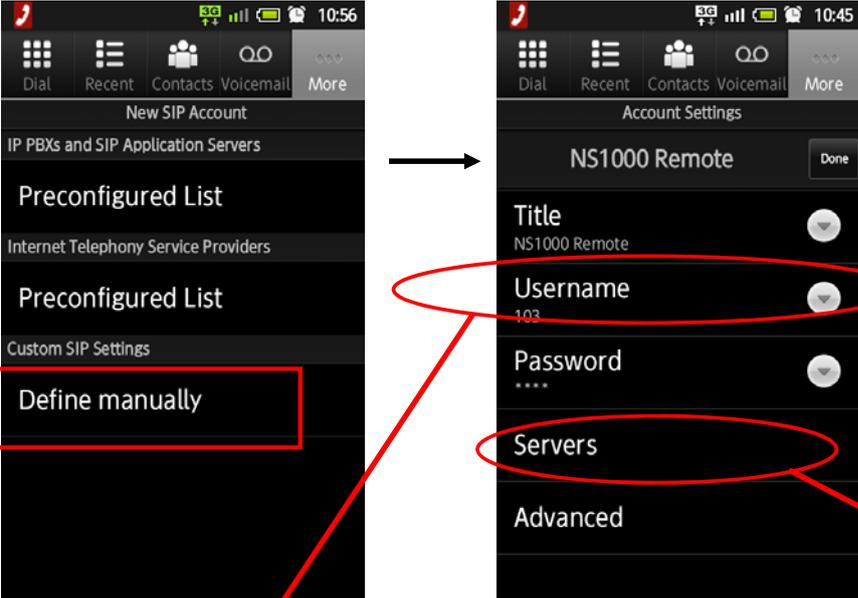 3G 10:56
Dial Recent Contacts Voicemail More
New SIP Account
IP PBXs and SIP Application Servers
Preconfigured List
Internet Telephony Service Providers
Preconfigured List
Custom SIP Settings
Define manually
3G 10:45
Dial Recent Contacts Voicemail More
Account Settings
NS1000 Remote Done
Title
NS1000 Remote
Username
103
Password
****
Servers
Advanced